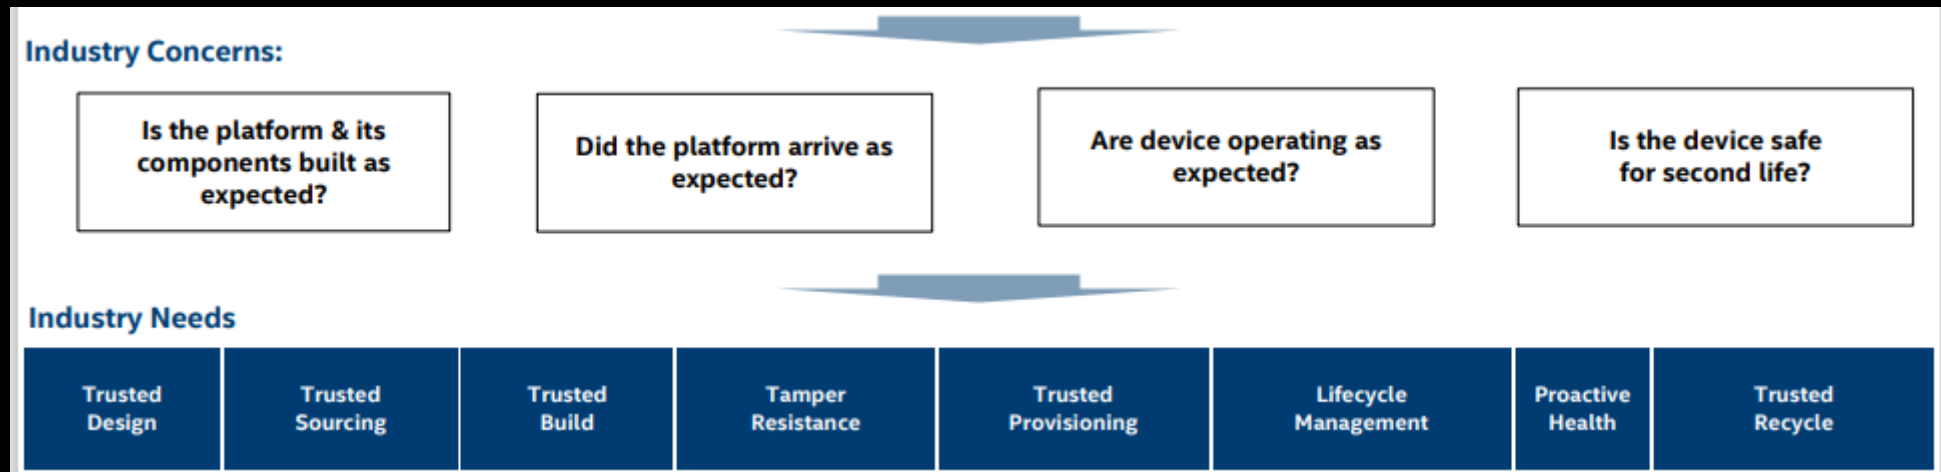 Industry Concerns:
Is the platform & its
components built as
expected?
Did the platform arrive as
expected?
Are device operating as
expected?
Is the device safe
for second life?
Industry Needs
Trusted
Design
Trusted
Sourcing
Trusted
Build
Tamper
Resistance
Trusted
Provisioning
Lifecycle
Management
Proactive
Health
Trusted
Recycle